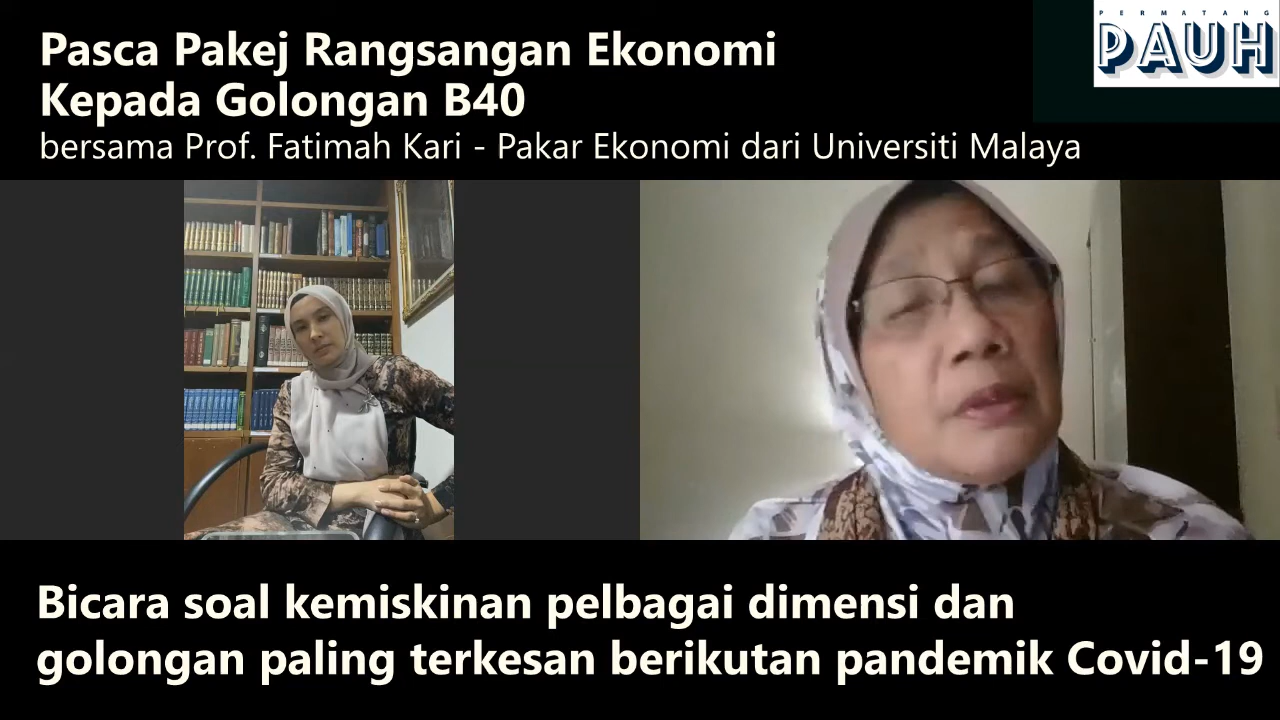 Pasca Pakej Rangsangan Ekonomi
Kepada Golongan B40
bersama Prof. Fatimah Kari - Pakar Ekonomi dari Universiti Malaya
PERMATANG
PAUH
Bicara soal kemiskinan pelbagai dimensi dan
golongan paling terkesan berikutan pandemik Covid-19